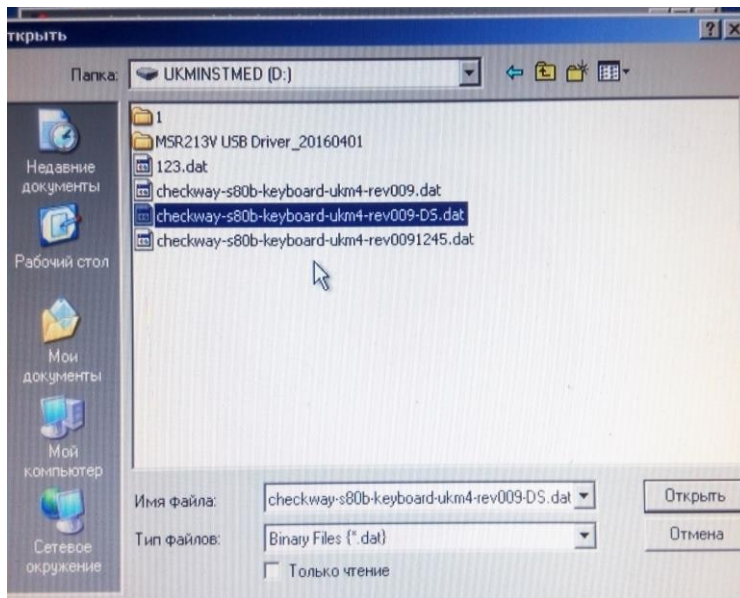 ткрыть
Папка: UKMINSTMED (D:)
1
MSR213V USB Driver_20160401
123.dat
checkway-s80b-keyboard-ukm4-rev009.dat
checkway-s80b-keyboard-ukm4-rev009-DS.dat
checkway-s80b-keyboard-ukm4-rev0091245.dat
Недавние
документы
Рабочий стол
Мои
документы
Мой
компьютер
Сетевое
окружение
Имя файла: checkway-s80b-keyboard-ukm4-rev009-DS.dat Открыть
Тип файлов: Binary Files {*.dat} Отмена
Только чтение